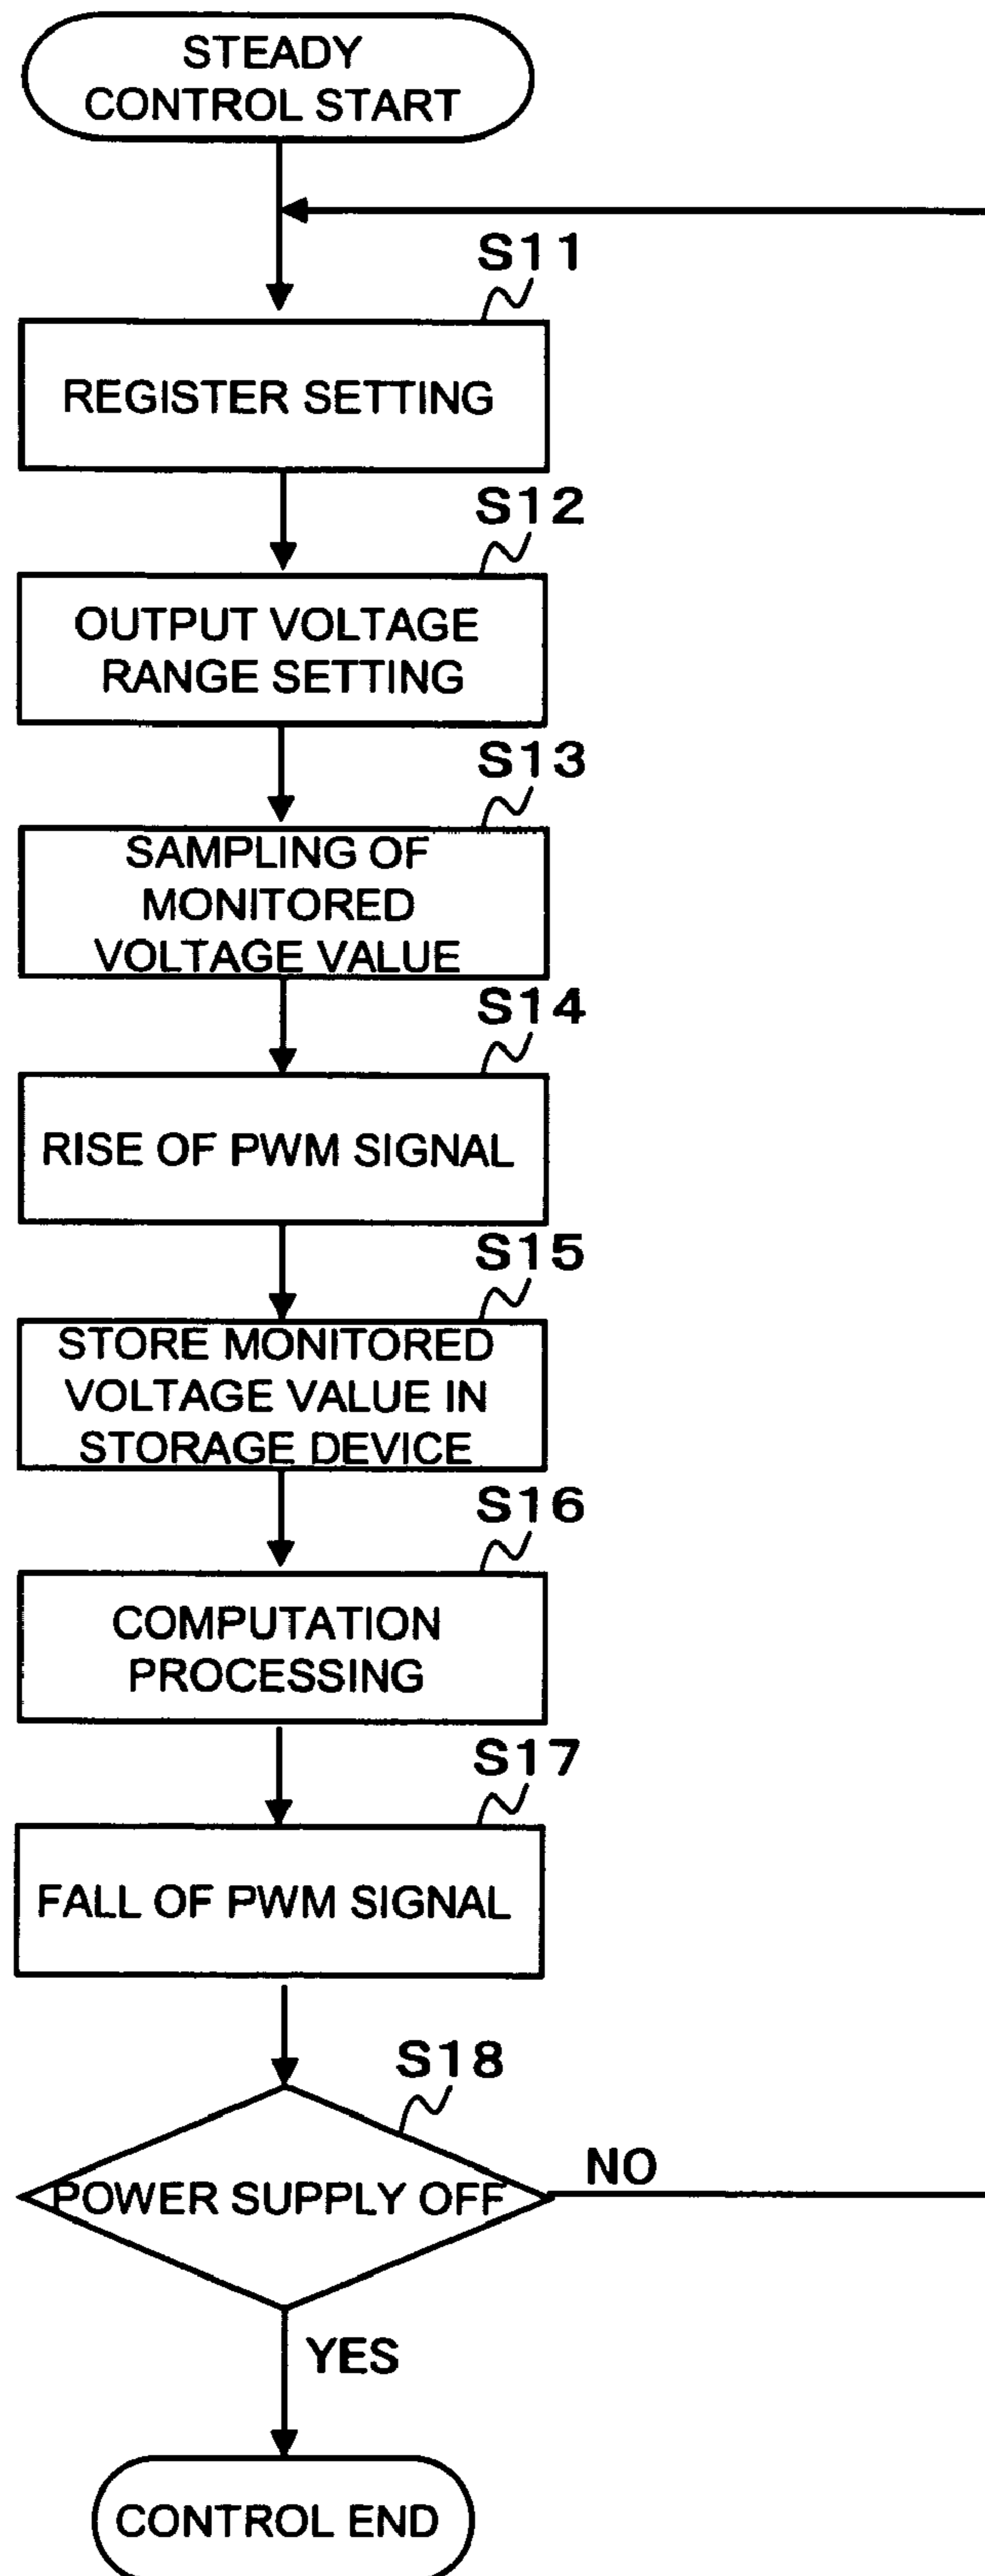 STEADY
CONTROL START
S11
REGISTER SETTING
S12
OUTPUT VOLTAGE
RANGE SETTING
S13
SAMPLING OF
MONITORED
VOLTAGE VALUE
S14
RISE OF PWM SIGNAL
S15
STORE MONITORED
VOLTAGE VALUE IN
STORAGE DEVICE
S16
COMPUTATION
PROCESSING
S17
FALL OF PWM SIGNAL
S18
POWER SUPPLY OFF
NO
YES
CONTROL END